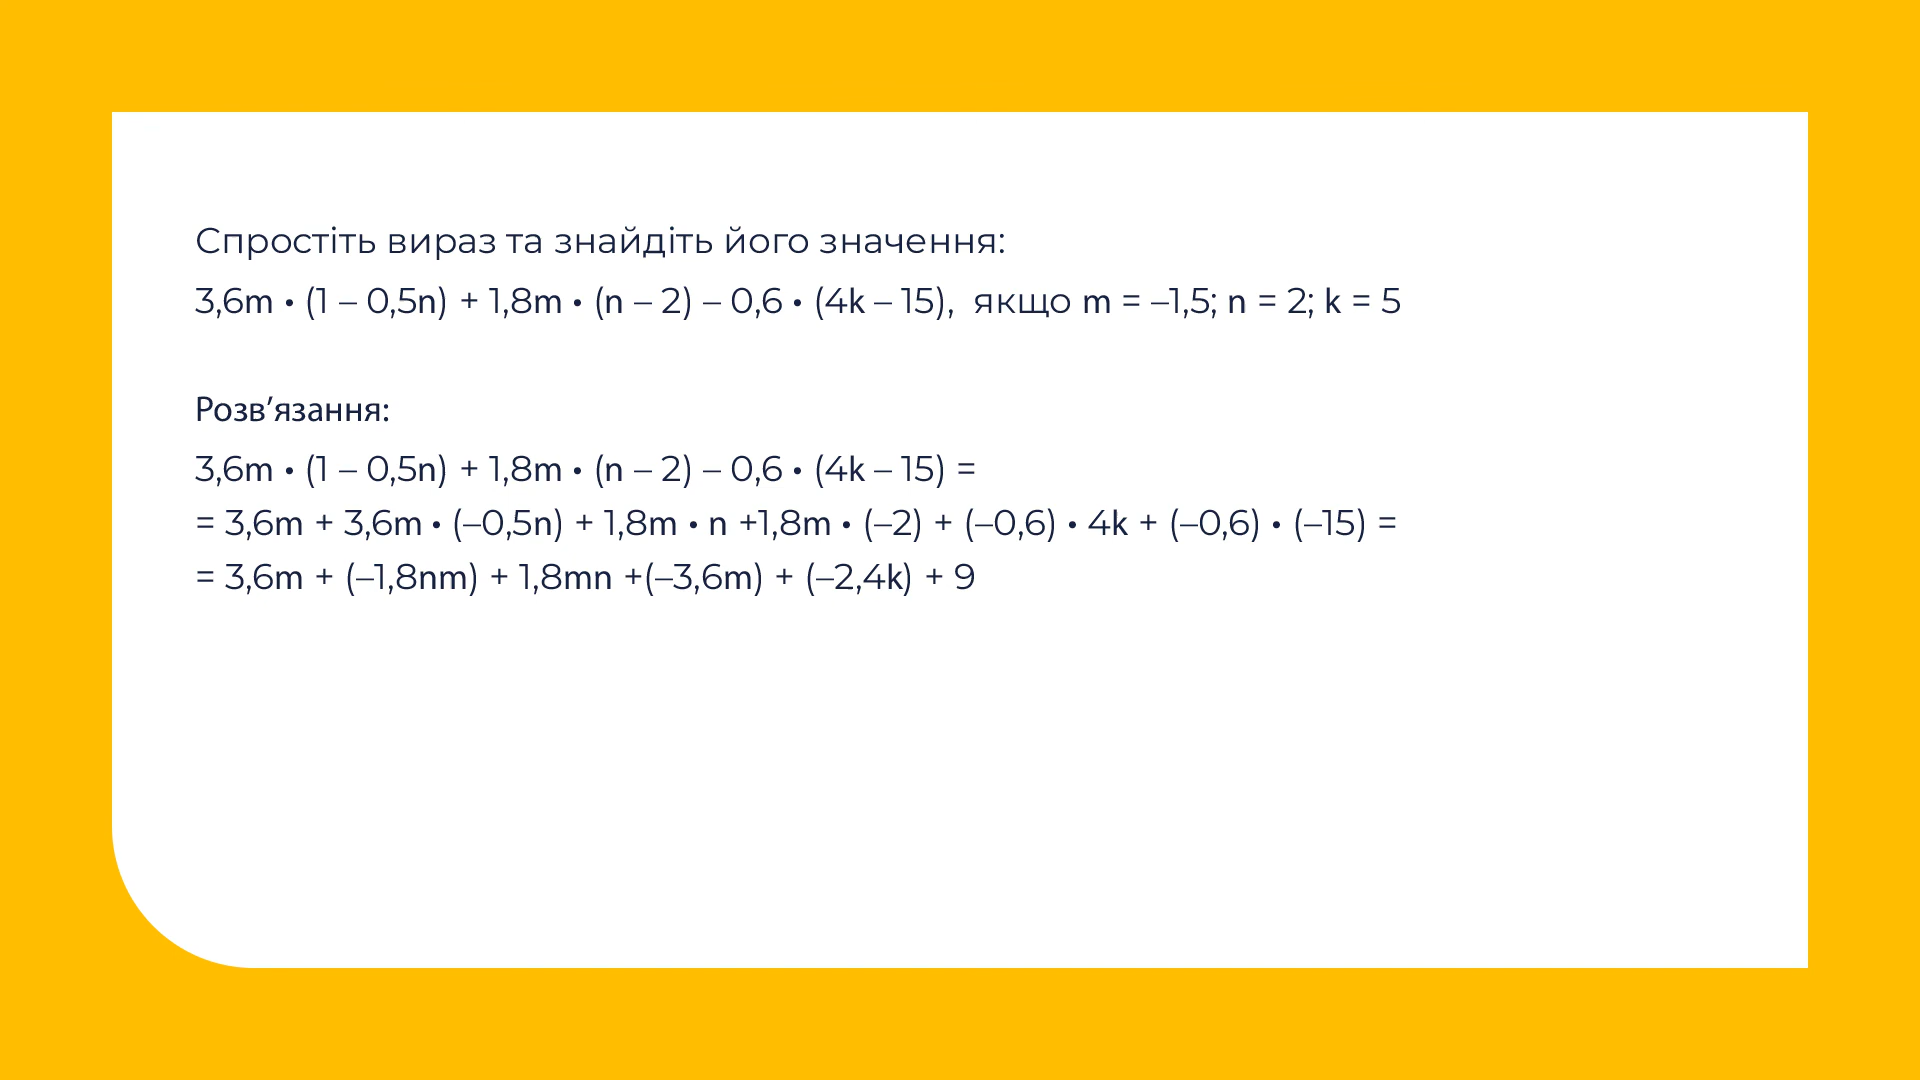 Спростіть вираз та знайдіть його значення:
3,6m • (1 – 0,5n) + 1,8m • (n – 2) – 0,6 • (4k – 15), якщо m = –1,5; n = 2; k = 5
Розв’язання:
3,6m • (1 – 0,5n) + 1,8m • (n – 2) – 0,6 • (4k – 15) =
= 3,6m + 3,6m • (–0,5n) + 1,8m • n +1,8m • (–2) + (–0,6) • 4k + (–0,6) • (–15) =
= 3,6m + (–1,8nm) + 1,8mn +(–3,6m) + (–2,4k) + 9